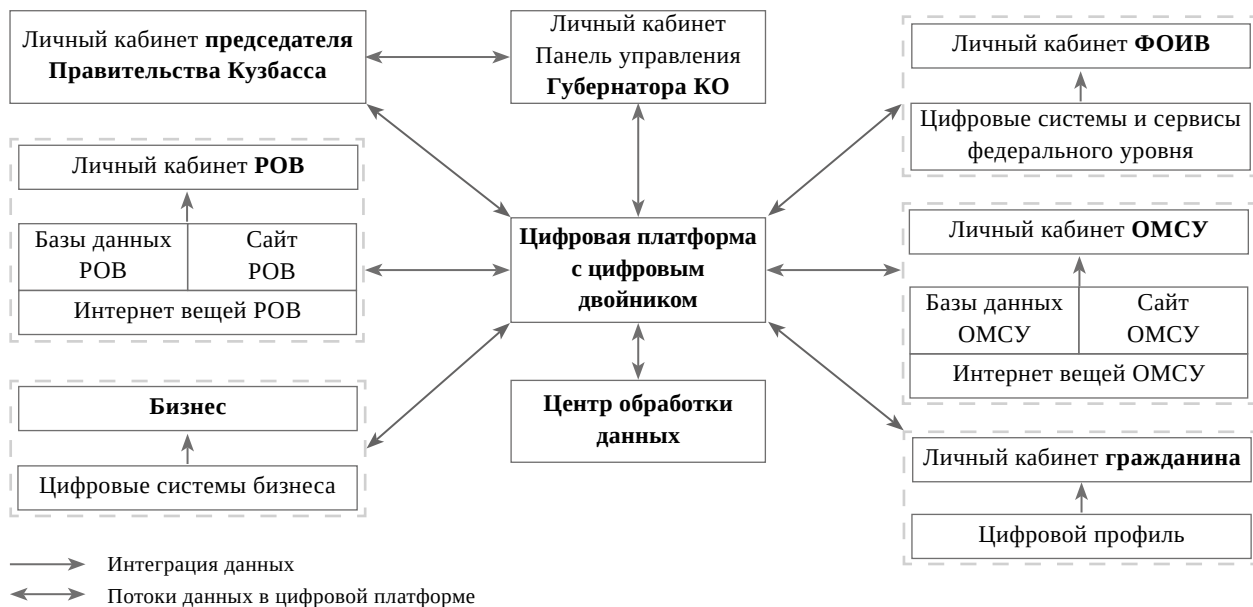 Личный кабинет председателя
Правительства Кузбасса
Личный кабинет
Панель управления
Губернатора КО
Личный кабинет ФОИВ
Цифровые системы и сервисы
федерального уровня
Личный кабинет РОВ
Базы данных
РОВ
Сайт
РОВ
Интернет вещей РОВ
Цифровая платформа
с цифровым
двойником
Личный кабинет ОМСУ
Базы данных
ОМСУ
Сайт
ОМСУ
Интернет вещей ОМСУ
Бизнес
Цифровые системы бизнеса
Центр обработки
данных
Личный кабинет гражданина
Цифровой профиль
Интеграция данных
Потоки данных в цифровой платформе